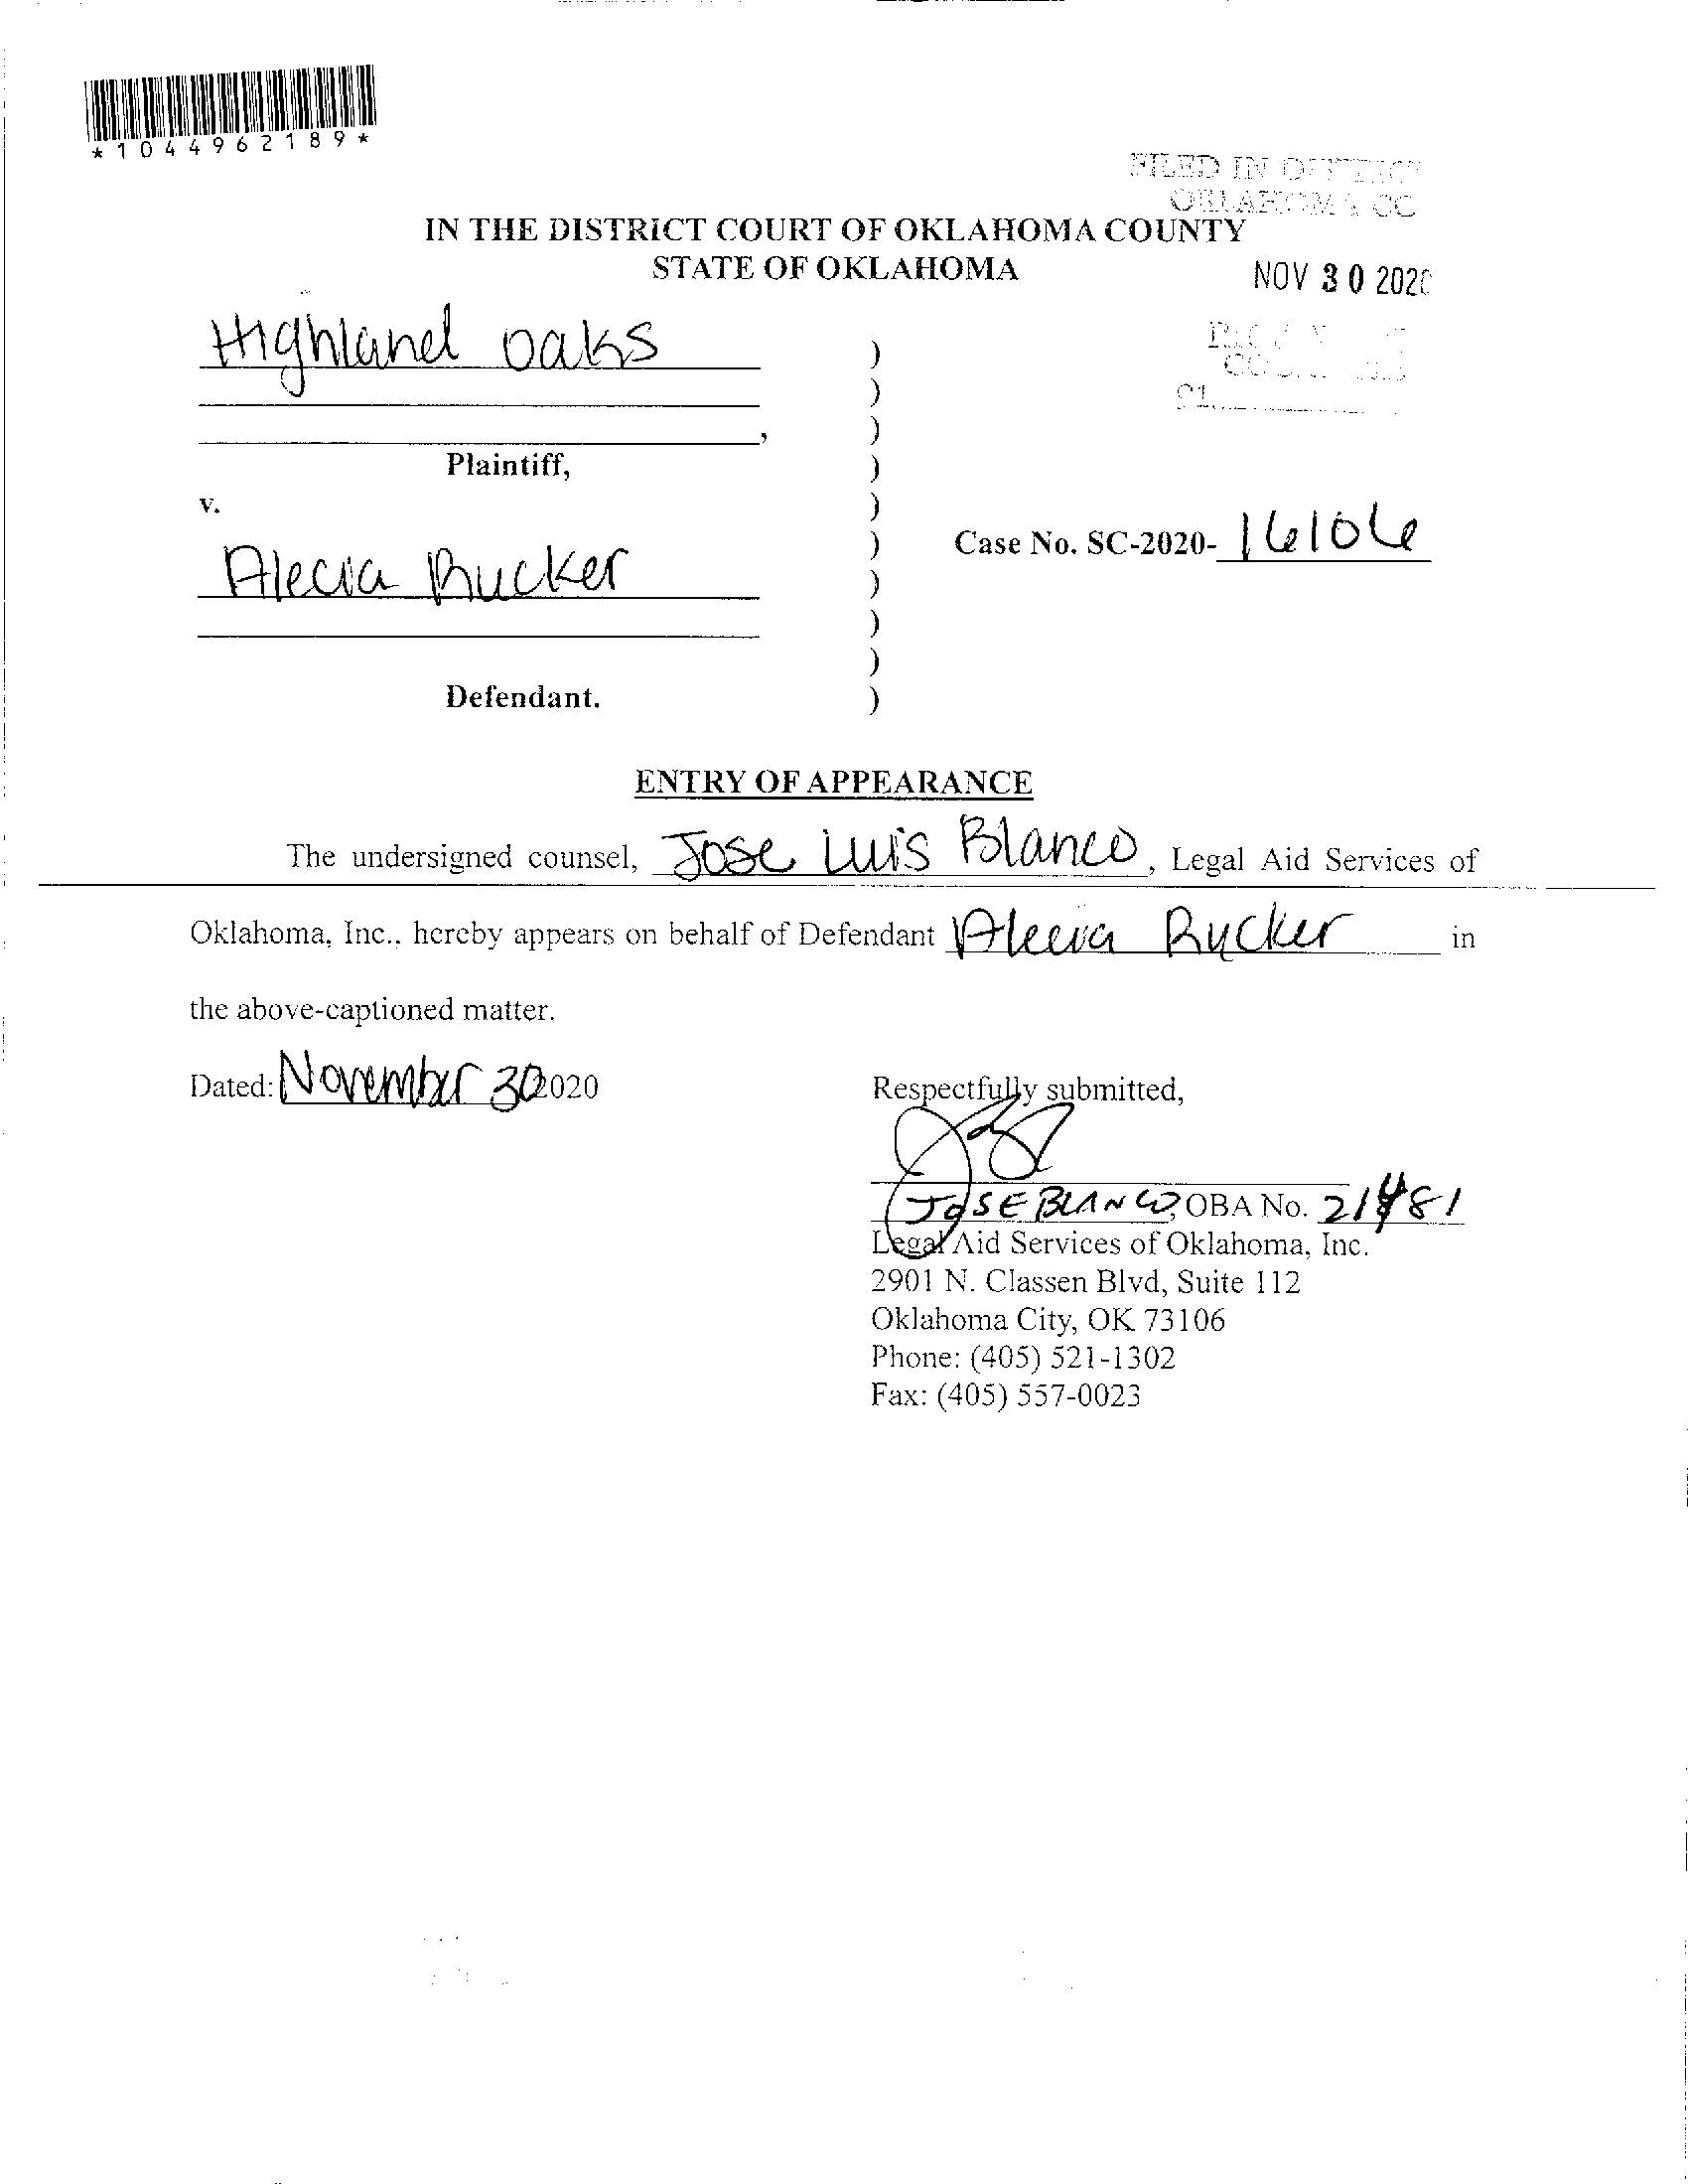 *1044962189*
FILED IN
IN THE DISTRICT COURT OF OKLAHOMA COUNTY
STATE OF OKLAHOMA
NOV 30 2020
Highland Oaks
)
)
,
)
Plaintiff,
)
v.
)
Case No. SC-2020- 16106
)
Alecia Rucker
)
)
)
Defendant.
)
ENTRY OF APPEARANCE
The undersigned counsel, Jose Luis Blanco, Legal Aid Services of
Oklahoma, Inc., hereby appears on behalf of Defendant Alecia Rucker in
the above-captioned matter.
Dated: November 30 2020
Respectfully submitted,
JOSE BLANCO, OBA No. 21481
Legal Aid Services of Oklahoma, Inc.
2901 N. Classen Blvd, Suite 112
Oklahoma City, OK 73106
Phone: (405) 521-1302
Fax: (405) 557-0023